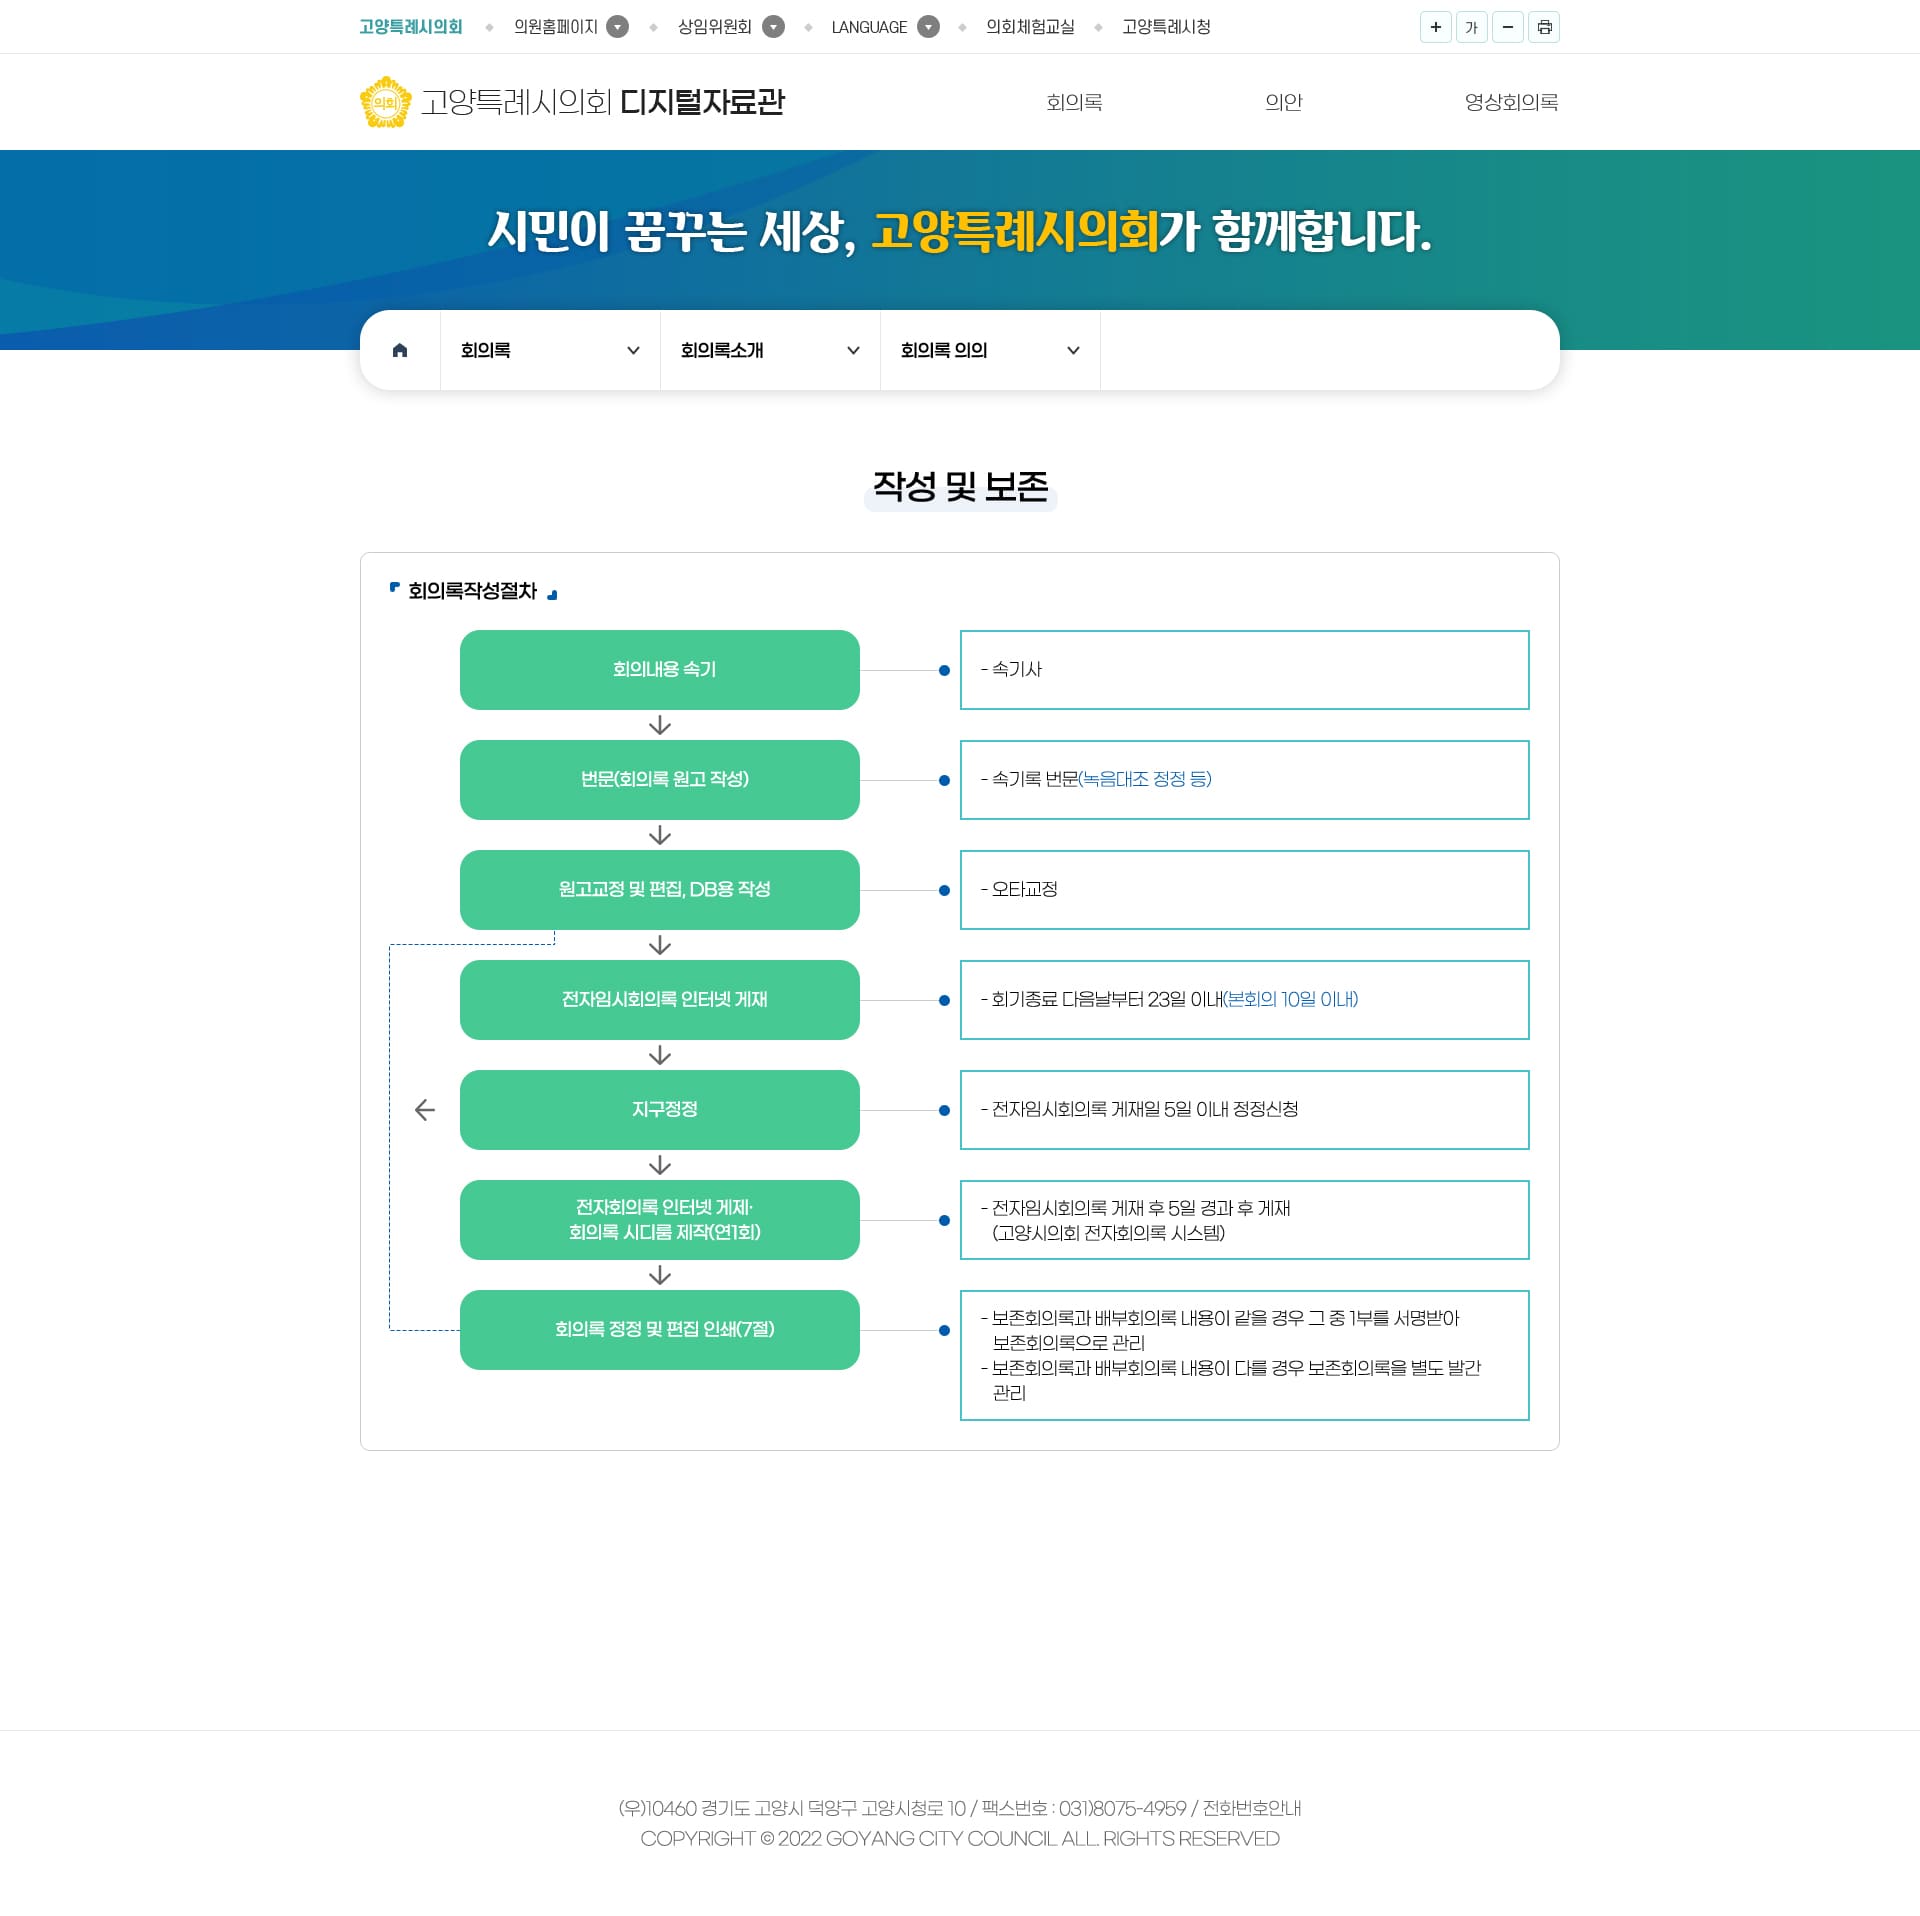 고양특례시의회 의원홈페이지 상임위원회 LANGUAGE 의회체험교실 고양특례시청
가
의회 고양특례시의회 디지털자료관
회의록 의안 영상회의록
시민이 꿈꾸는 세상, 고양특례시의회가 함께합니다.
회의록 회의록소개 회의록 의의
작성 및 보존
회의록작성절차
회의내용 속기
- 속기사
번문(회의록 원고 작성)
- 속기록 번문(녹음대조 정정 등)
원고교정 및 편집, DB용 작성
- 오타교정
전자임시회의록 인터넷 게재
- 회기종료 다음날부터 23일 이내(본회의 10일 이내)
지구정정
- 전자임시회의록 게재일 5일 이내 정정신청
전자회의록 인터넷 게제·
회의록 시디룸 제작(연1회)
- 전자임시회의록 게재 후 5일 경과 후 게재
(고양시의회 전자회의록 시스템)
회의록 정정 및 편집 인쇄(7절)
- 보존회의록과 배부회의록 내용이 같을 경우 그 중 1부를 서명받아
보존회의록으로 관리
- 보존회의록과 배부회의록 내용이 다를 경우 보존회의록을 별도 발간
관리
(우)10460 경기도 고양시 덕양구 고양시청로 10 / 팩스번호 : 031)8075-4959 / 전화번호안내
COPYRIGHT © 2022 GOYANG CITY COUNCIL ALL. RIGHTS RESERVED